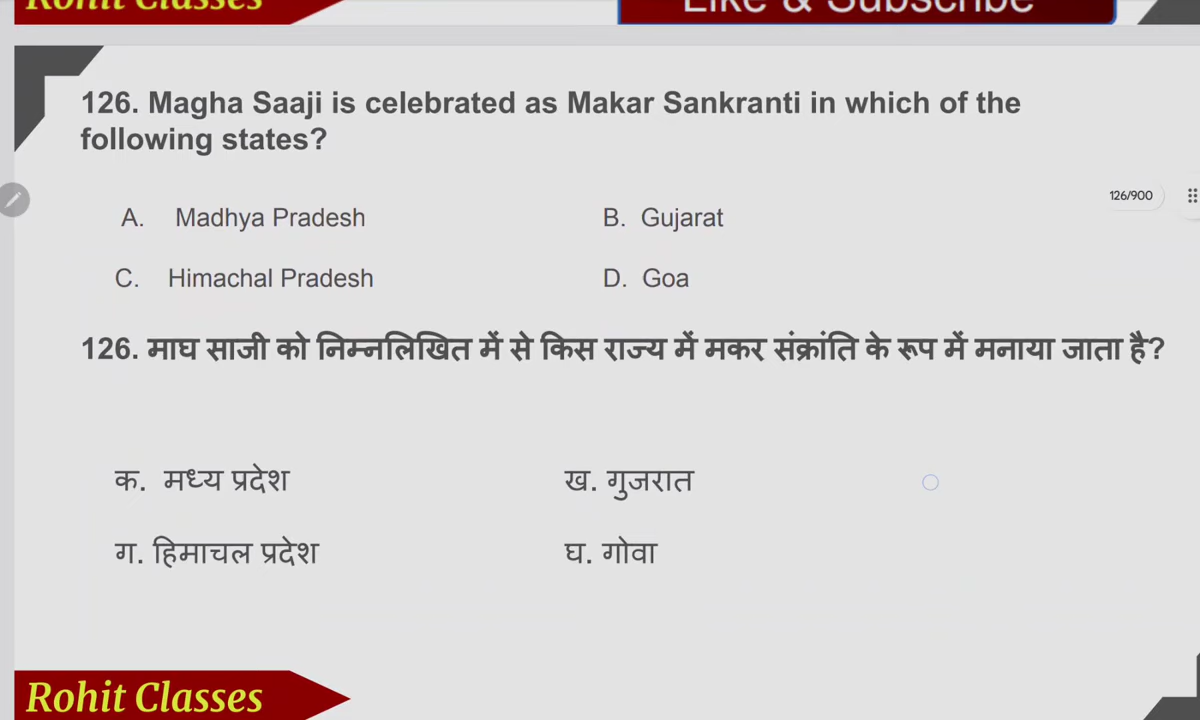 Rohit Classes
Like & Subscribe
126. Magha Saaji is celebrated as Makar Sankranti in which of the
following states?
126/900
A. Madhya Pradesh
B. Gujarat
C. Himachal Pradesh
D. Goa
126. माघ साजी को निम्नलिखित में से किस राज्य में मकर संक्रांति के रूप में मनाया जाता है?
क. मध्य प्रदेश
ख. गुजरात
ग. हिमाचल प्रदेश
घ. गोवा
Rohit Classes